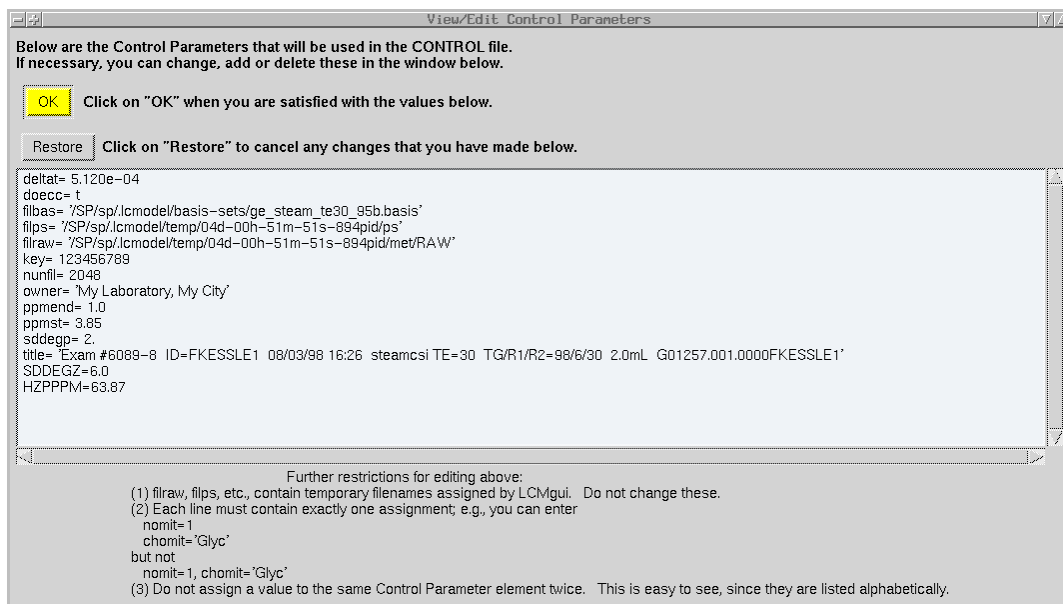 View/Edit Control Parameters
Below are the Control Parameters that will be used in the CONTROL file.
If necessary, you can change, add or delete these in the window below.
OK Click on "OK" when you are satisfied with the values below.
Restore Click on "Restore" to cancel any changes that you have made below.
deltat= 5.120e-04
doecc= t
filbas= '/SP/sp/.lcmodel/basis-sets/ge_steam_te30_95b.basis'
filps= '/SP/sp/.lcmodel/temp/04d-00h-51m-51s-894pid/ps'
filraw= '/SP/sp/.lcmodel/temp/04d-00h-51m-51s-894pid/met/RAW'
key= 123456789
nunfil= 2048
owner= 'My Laboratory, My City'
ppmend= 1.0
ppmst= 3.85
sddegp= 2.
title= 'Exam #6089-8 ID=FKESSLE1 08/03/98 16:26 steamcsi TE=30 TG/R1/R2=98/6/30 2.0mL G01257.001.0000FKESSLE1'
SDDEGZ=6.0
HZPPPM=63.87
Further restrictions for editing above:
(1) filraw, filps, etc., contain temporary filenames assigned by LCMgui. Do not change these.
(2) Each line must contain exactly one assignment; e.g., you can enter
nomit=1
chomit='Glyc'
but not
nomit=1, chomit='Glyc'
(3) Do not assign a value to the same Control Parameter element twice. This is easy to see, since they are listed alphabetically.